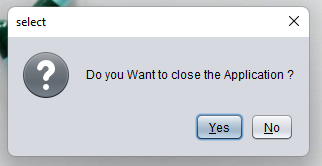 select
Do you Want to close the Application ?
Yes
No